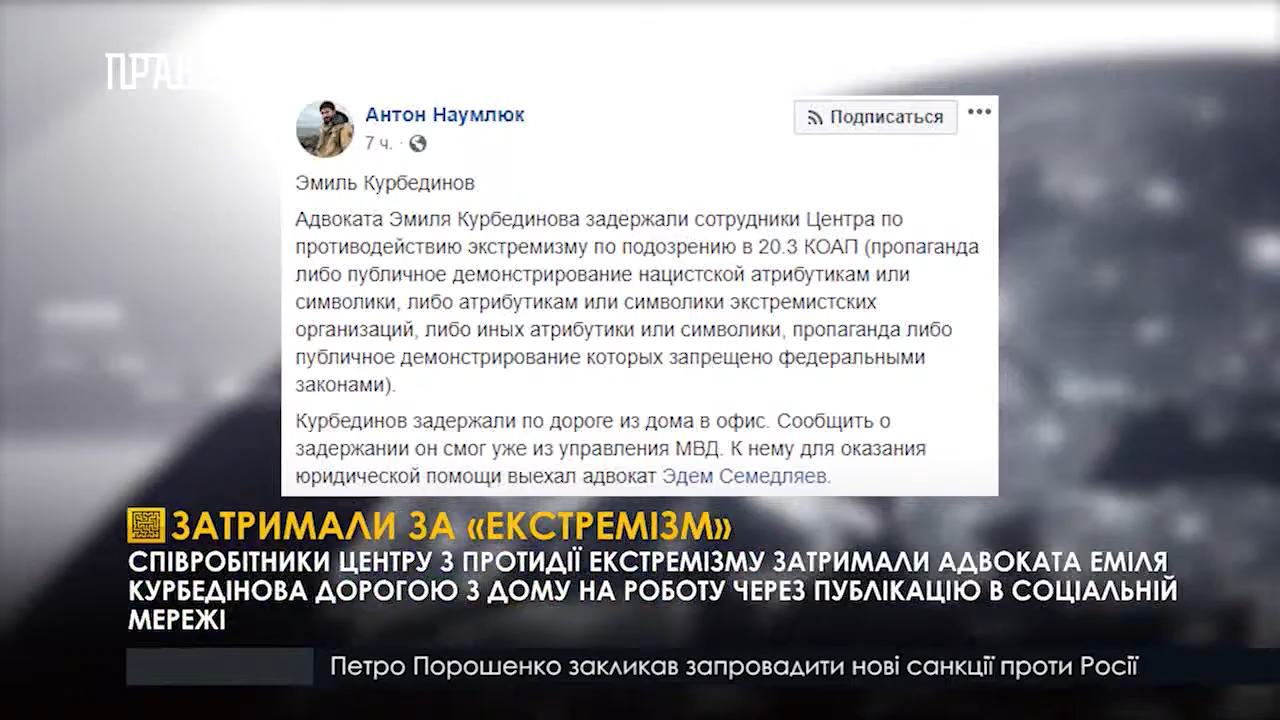 ПРАВ
Антон Наумлюк
Подписаться
7 ч.
Эмиль Курбединов
Адвоката Эмиля Курбединова задержали сотрудники Центра по
противодействию экстремизму по подозрению в 20.3 КОАП (пропаганда
либо публичное демонстрирование нацистской атрибутикам или
символики, либо атрибутикам или символики экстремистских
организаций, либо иных атрибутики или символики, пропаганда либо
публичное демонстрирование которых запрещено федеральными
законами).
Курбединов задержали по дороге из дома в офис. Сообщить о
задержании он смог уже из управления МВД. К нему для оказания
юридической помощи выехал адвокат Эдем Семедляев.
ЗАТРИМАЛИ ЗА «ЕКСТРЕМІЗМ»
СПІВРОБІТНИКИ ЦЕНТРУ З ПРОТИДІЇ ЕКСТРЕМІЗМУ ЗАТРИМАЛИ АДВОКАТА ЕМІЛЯ
КУРБЕДІНОВА ДОРОГОЮ З ДОМУ НА РОБОТУ ЧЕРЕЗ ПУБЛІКАЦІЮ В СОЦІАЛЬНІЙ
МЕРЕЖІ
Петро Порошенко закликав запровадити нові санкції проти Росії